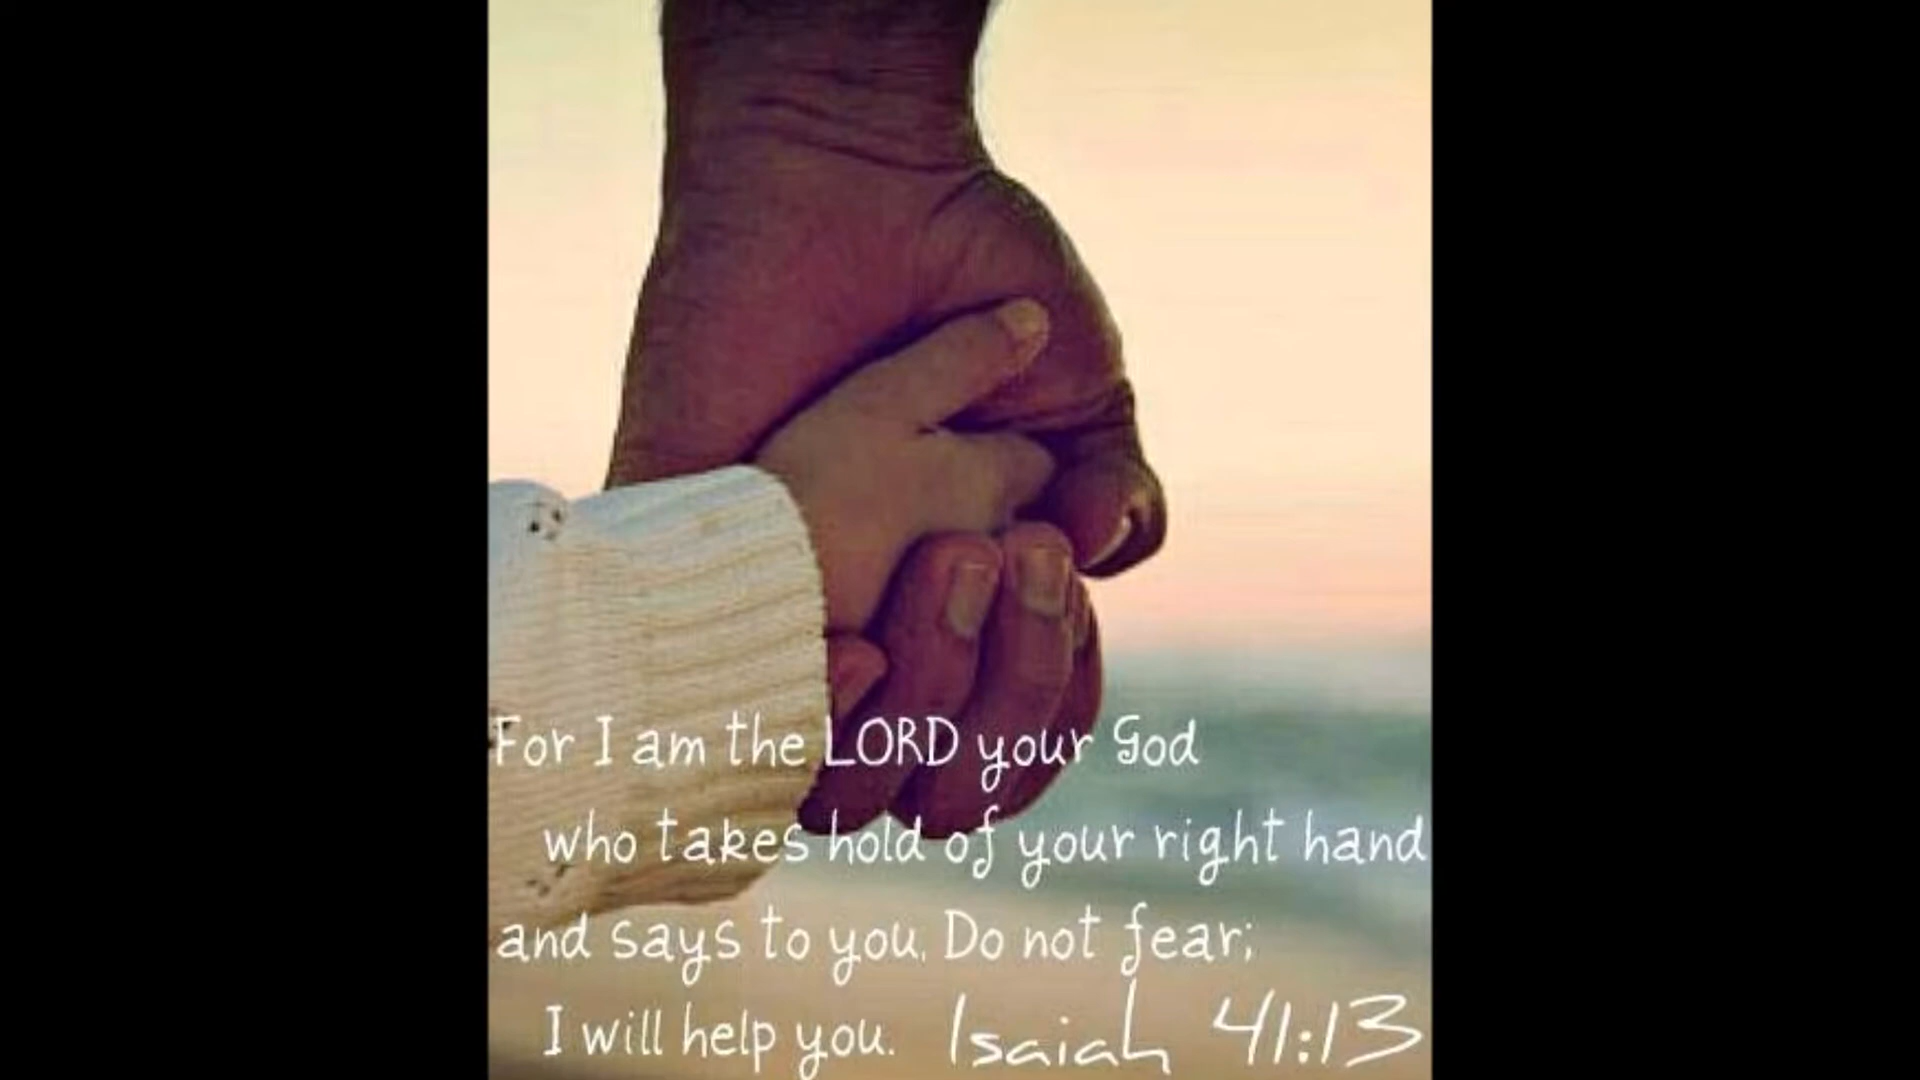 For I am the LORD your God
who takes hold of your right hand
and says to you, Do not fear;
I will help you. Isaiah 41:13